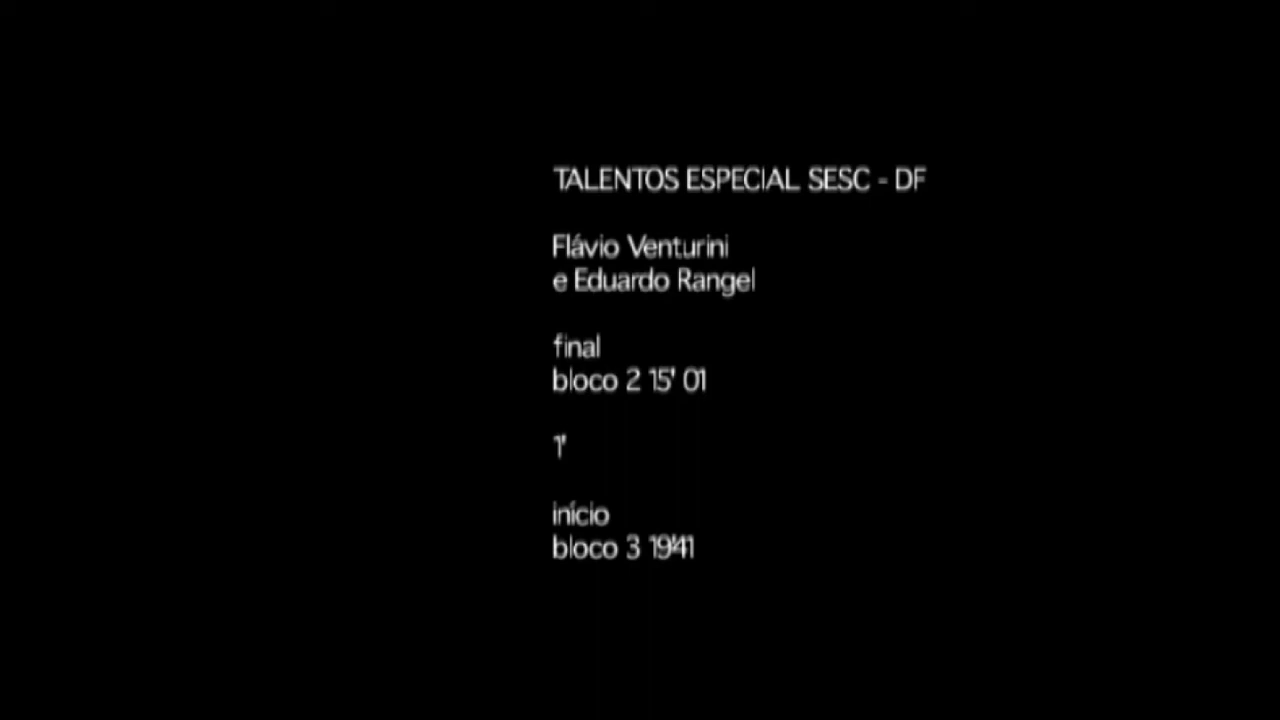 TALENTOS ESPECIAL SESC - DF
Flávio Venturini
e Eduardo Rangel
final
bloco 2 15' 01
1'
início
bloco 3 19'41